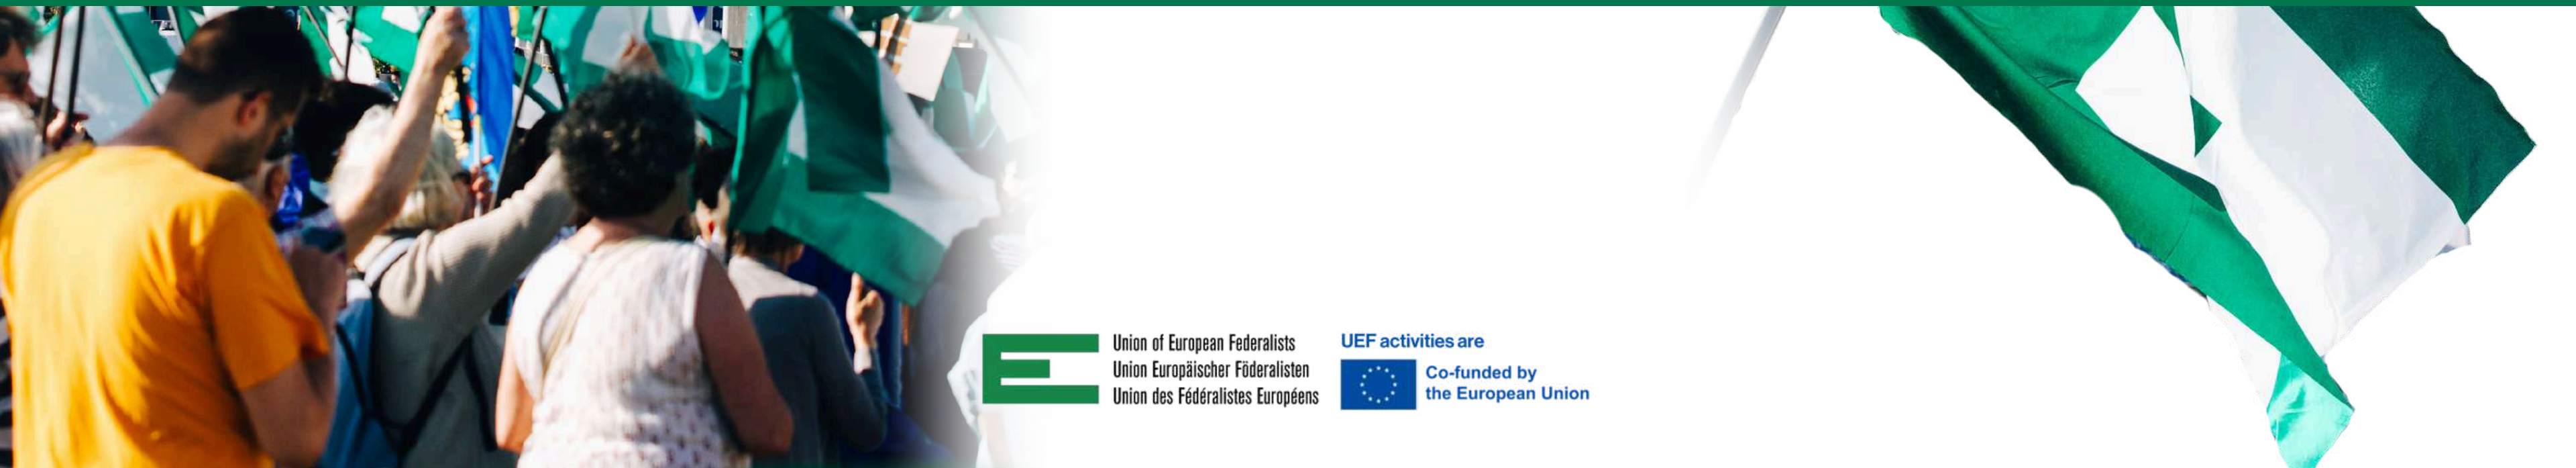 Union of European Federalists
Union Europäischer Föderalisten
Union des Fédéralistes Européens
UEF activities are
Co-funded by
the European Union